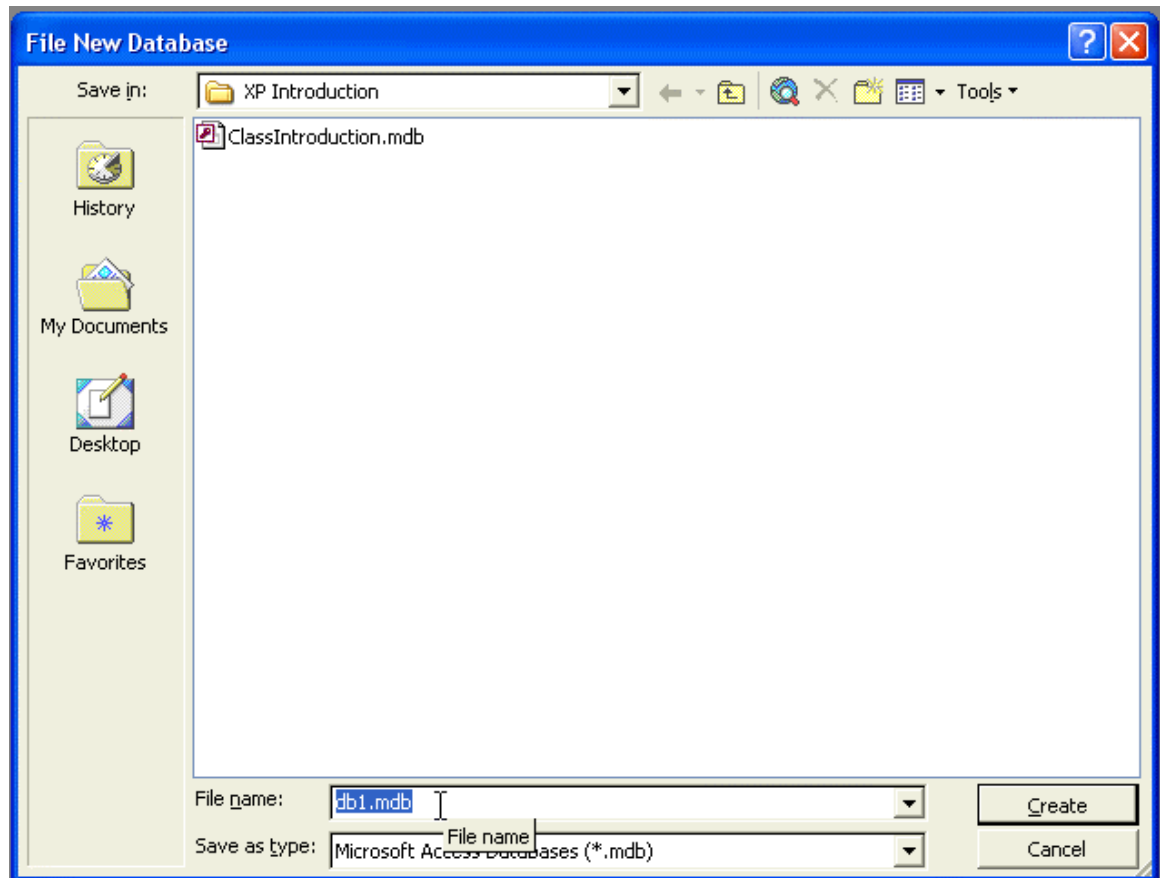 File New Database
Save in: XP Introduction Tools
ClassIntroduction.mdb
History
My Documents
Desktop
Favorites
File name: db1.mdb Create
File name
Save as type: Microsoft Access Databases (*.mdb) Cancel